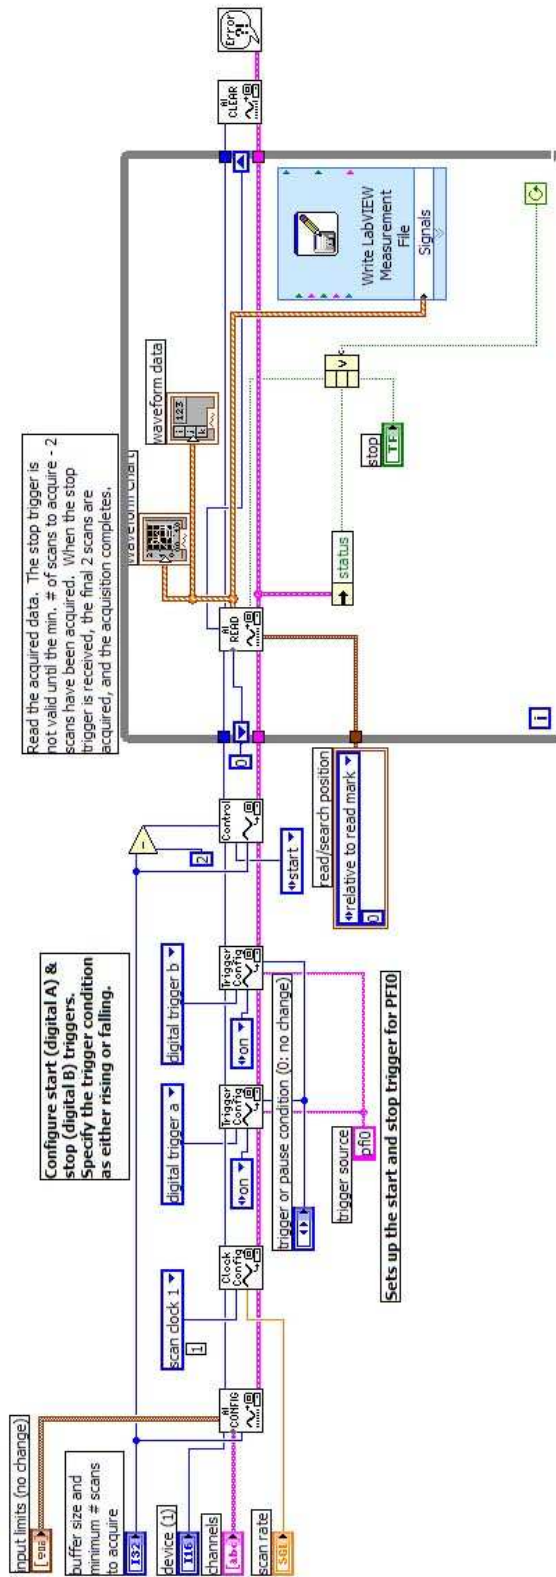 input limits (no change)
buffer size and
minimum # scans
to acquire
I32
device (1)
I16
channels
[abc]
scan rate
SGL
AI
CONFIG
scan clock 1
1
Clock
Config
Configure start (digital A) &
stop (digital B) triggers.
Specify the trigger condition
as either rising or falling.
digital trigger a
on
Trigger
Config
digital trigger b
on
Trigger
Config
trigger or pause condition (0: no change)
trigger source
pfi0
Sets up the start and stop trigger for PFI0
2
Control
start
read/search position
relative to read mark
0
0
Read the acquired data. The stop trigger is
not valid until the min. # of scans to acquire - 2
scans have been acquired. When the stop
trigger is received, the final 2 scans are
acquired, and the acquisition completes.
AI
READ
waveform chart
waveform data
123
i
j
k
status
stop
TF
V
Write LabVIEW
Measurement
File
Signals
i
AI
CLEAR
Error
?!